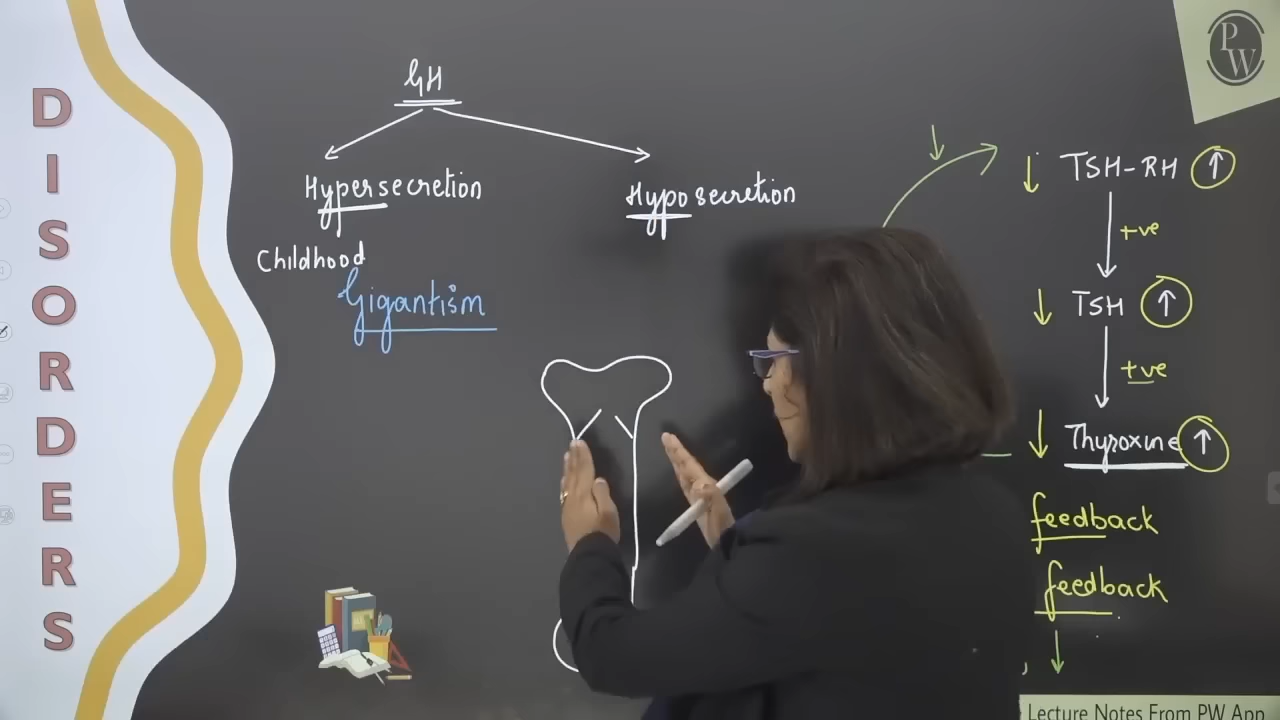 DISORDERS
GH
Hypersecretion
Hyposecretion
Childhood
Gigantism
TSH-RH
+ve
TSH
+ve
Thyroxine
feedback
feedback
PW
Lecture Notes From PW App